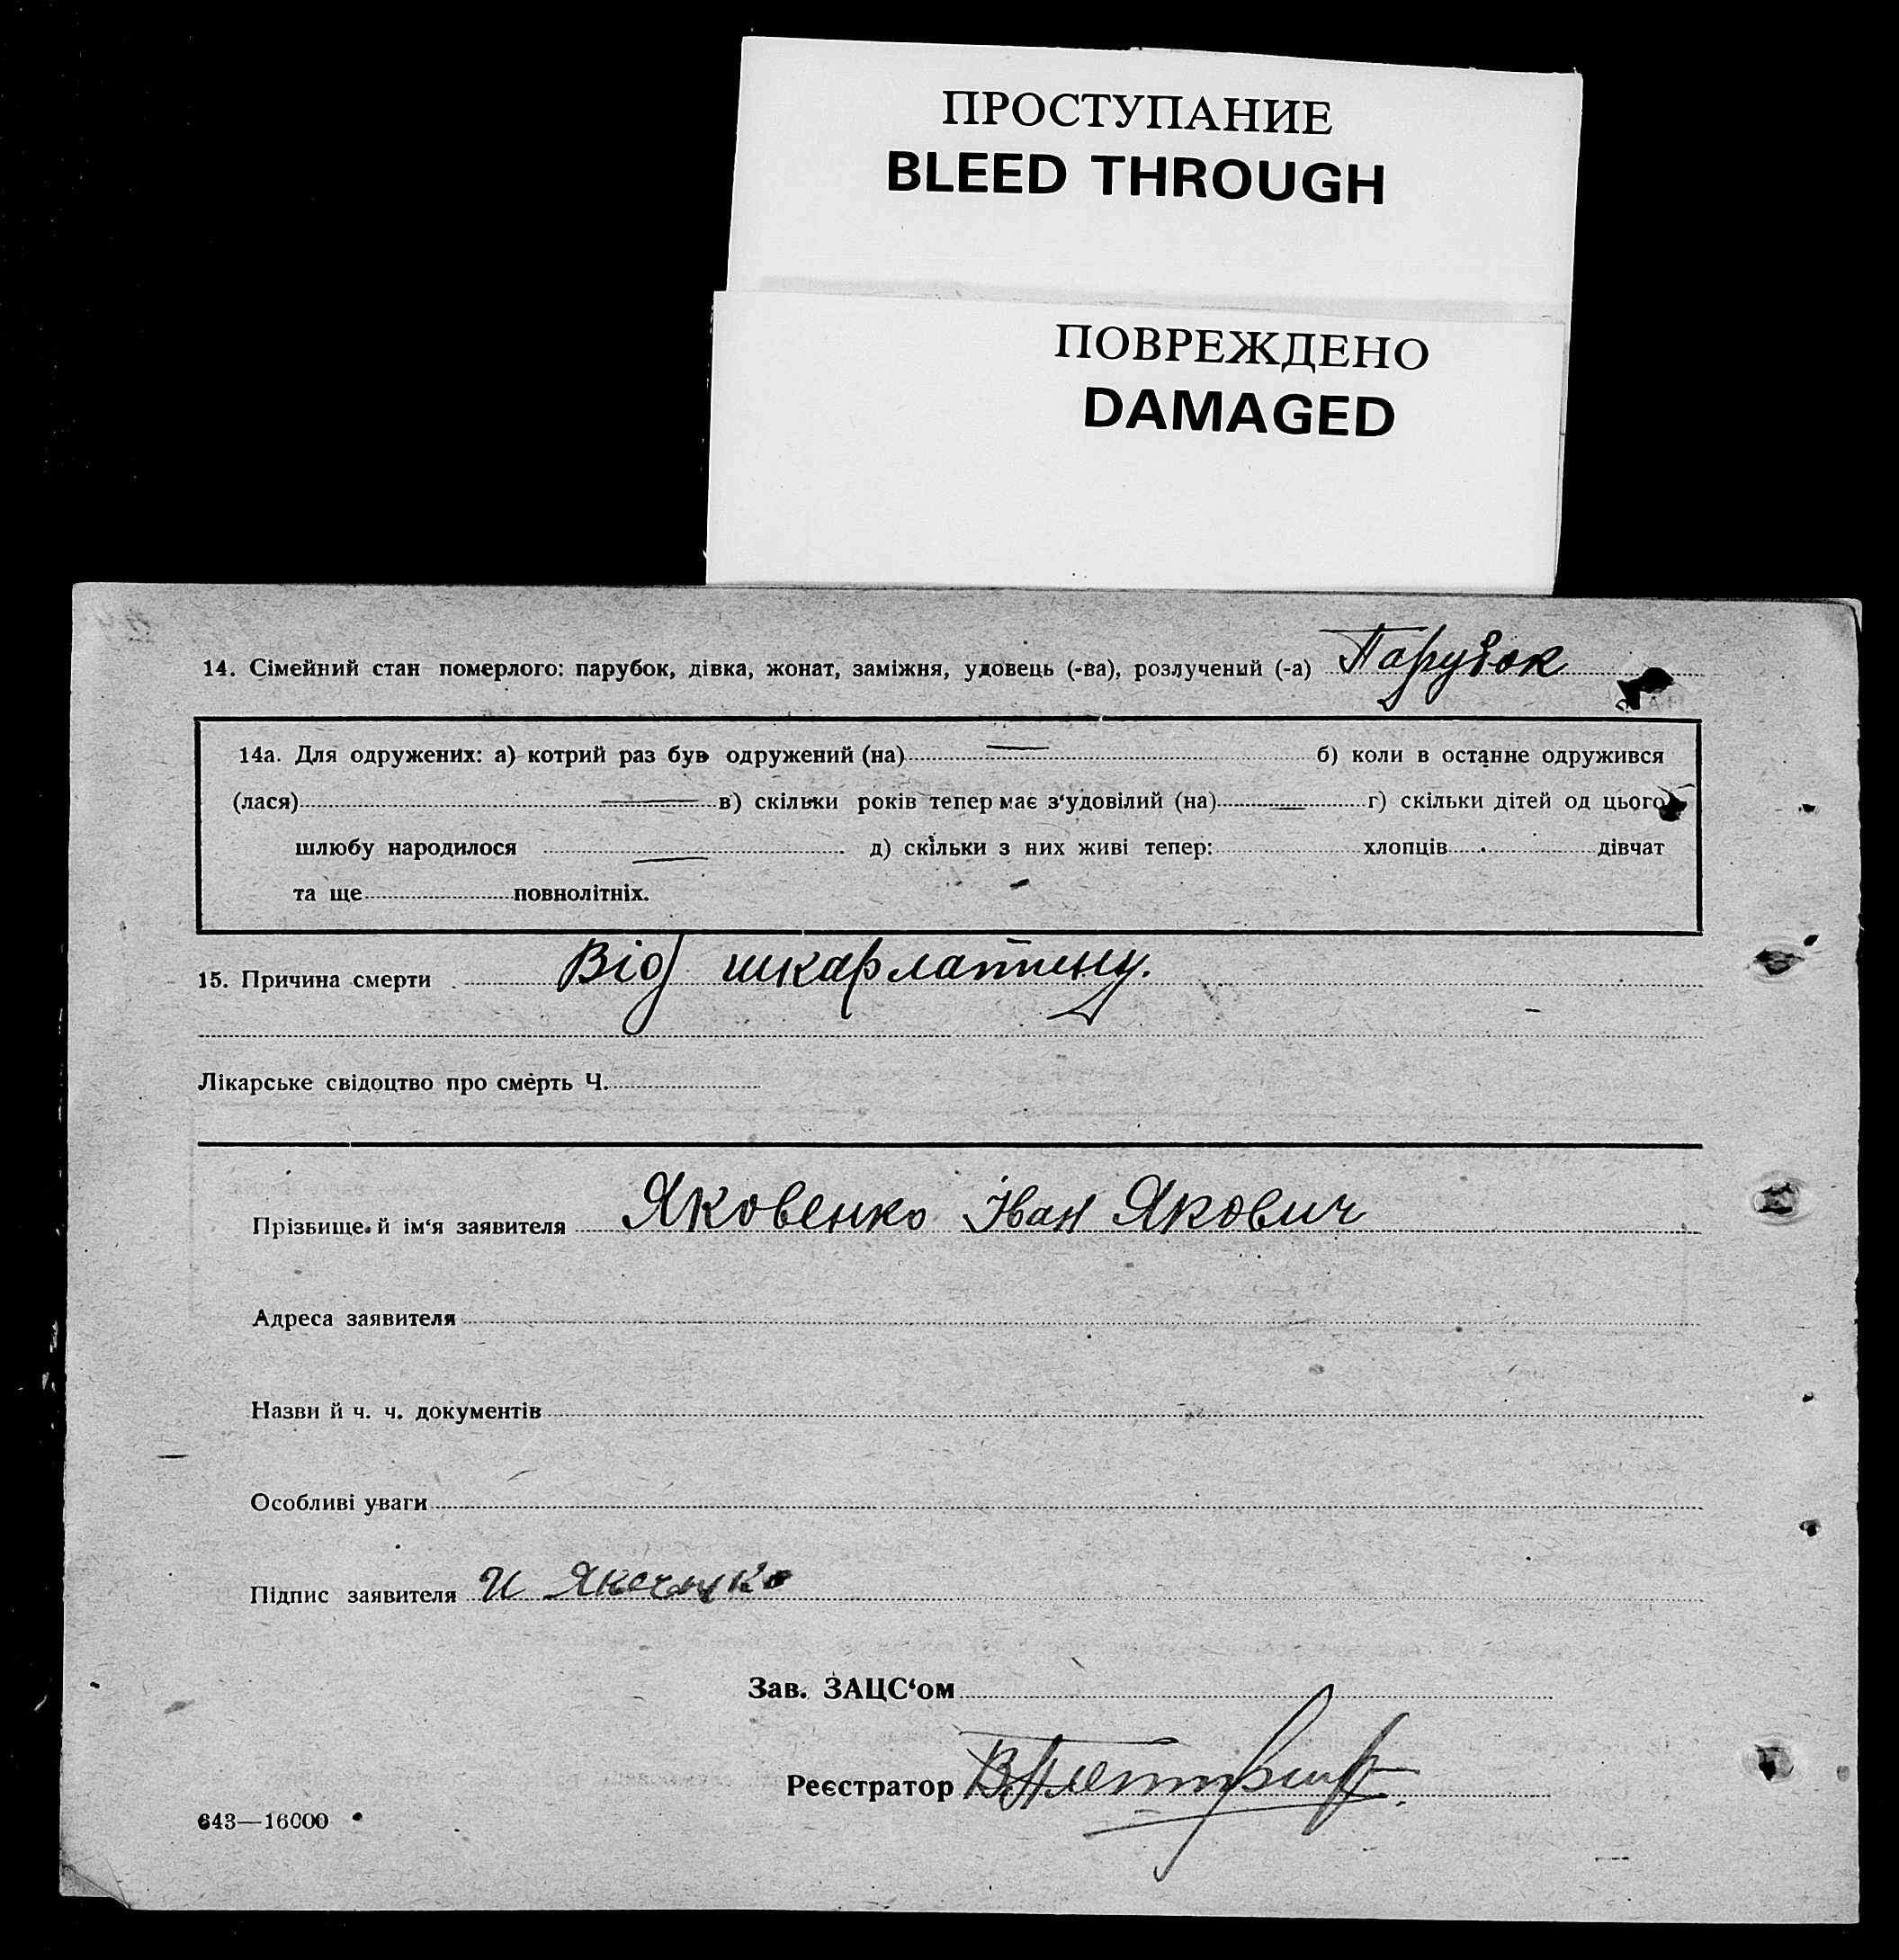 ПРОСТУПАНИЕ
BLEED THROUGH
ПОВРЕЖДЕНО
DAMAGED
14. Сімейний стан померлого: парубок, дівка, жонат, заміжня, удовець (-ва), розлучений (-а) Парубок
14а. Для одружених: а) котрий раз був одружений (на) — б) коли в останне одружився
(лася) — в) скільки років тепер має з‘удовілий (на) — г) скільки дітей од цього
шлюбу народилося — д) скільки з них живі тепер: хлопців дівчат
та ще повнолітніх.
15. Причина смерти Від шкарлатину.
Лікарське свідоцтво про смерть Ч.
Прізвище й ім‘я заявителя Яковенко Іван Якович
Адреса заявителя
Назви й ч. ч. документів
Особливі уваги
Підпис заявителя И
Зав. ЗАЦС‘ом
Реєстратор
643—16000